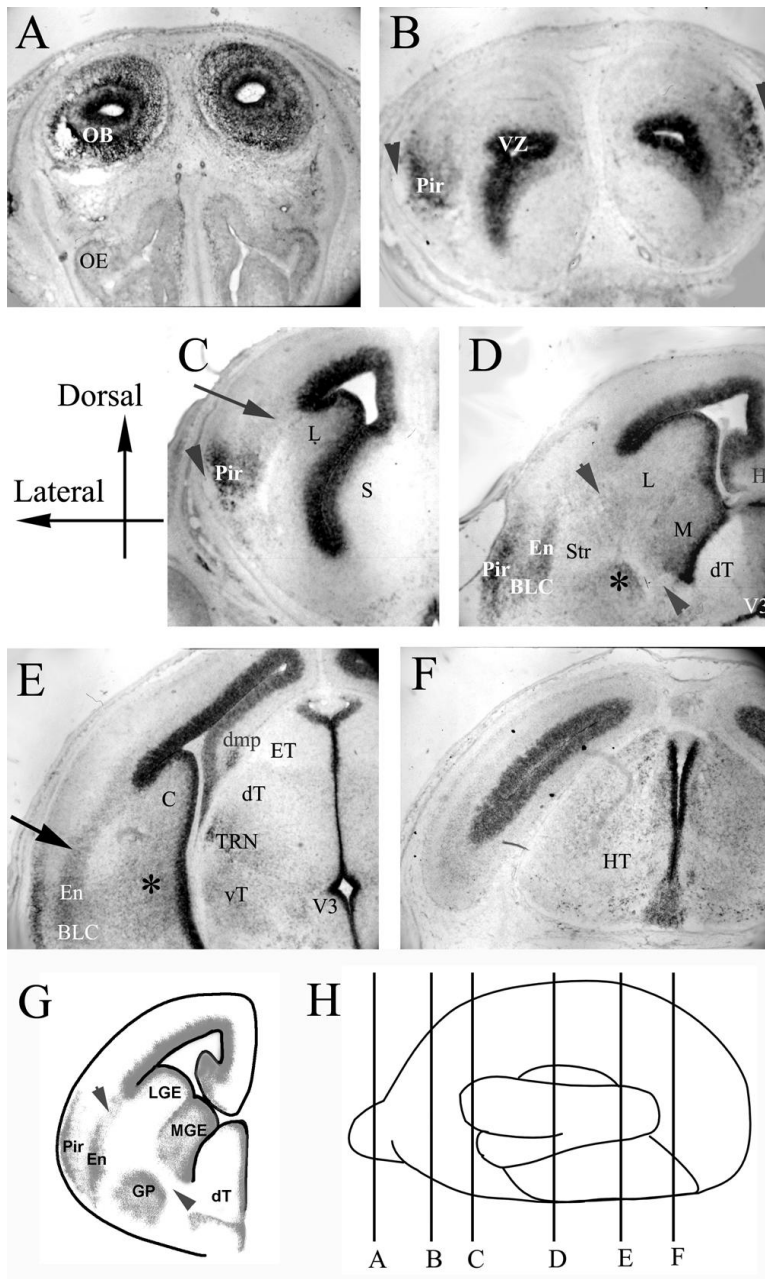 A
OB
OE
B
VZ
Pir
Dorsal
Lateral
C
L
Pir
S
D
L
H
En
Str
M
Pir
BLC
*
dT
V3
E
dmp
ET
C
dT
TRN
En
*
vT
V3
BLC
F
HT
G
LGE
MGE
Pir
En
GP
dT
H
A B C D E F